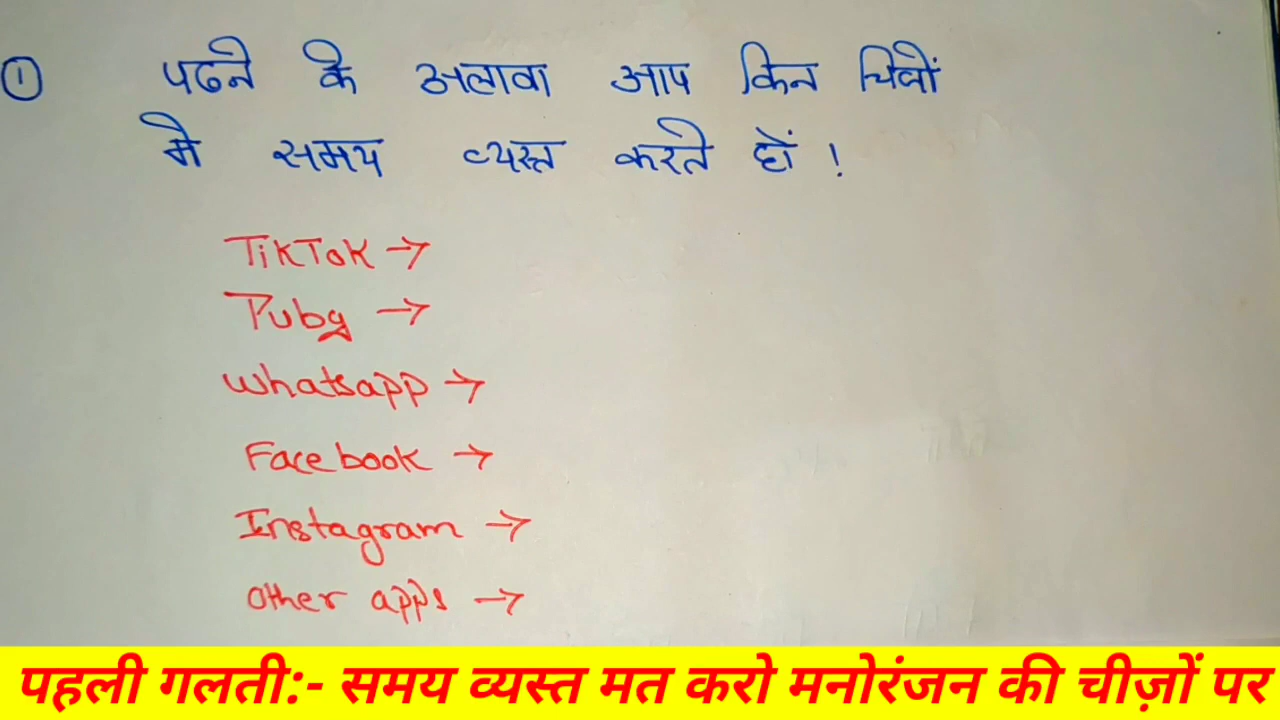 ① पढने के अलावा आप किन चिजों
मे समय व्यस्त करते हों !
TikTok →
Pubg →
Whatsapp →
Facebook →
Instagram →
Other apps →
पहली गलती:- समय व्यस्त मत करो मनोरंजन की चीज़ों पर